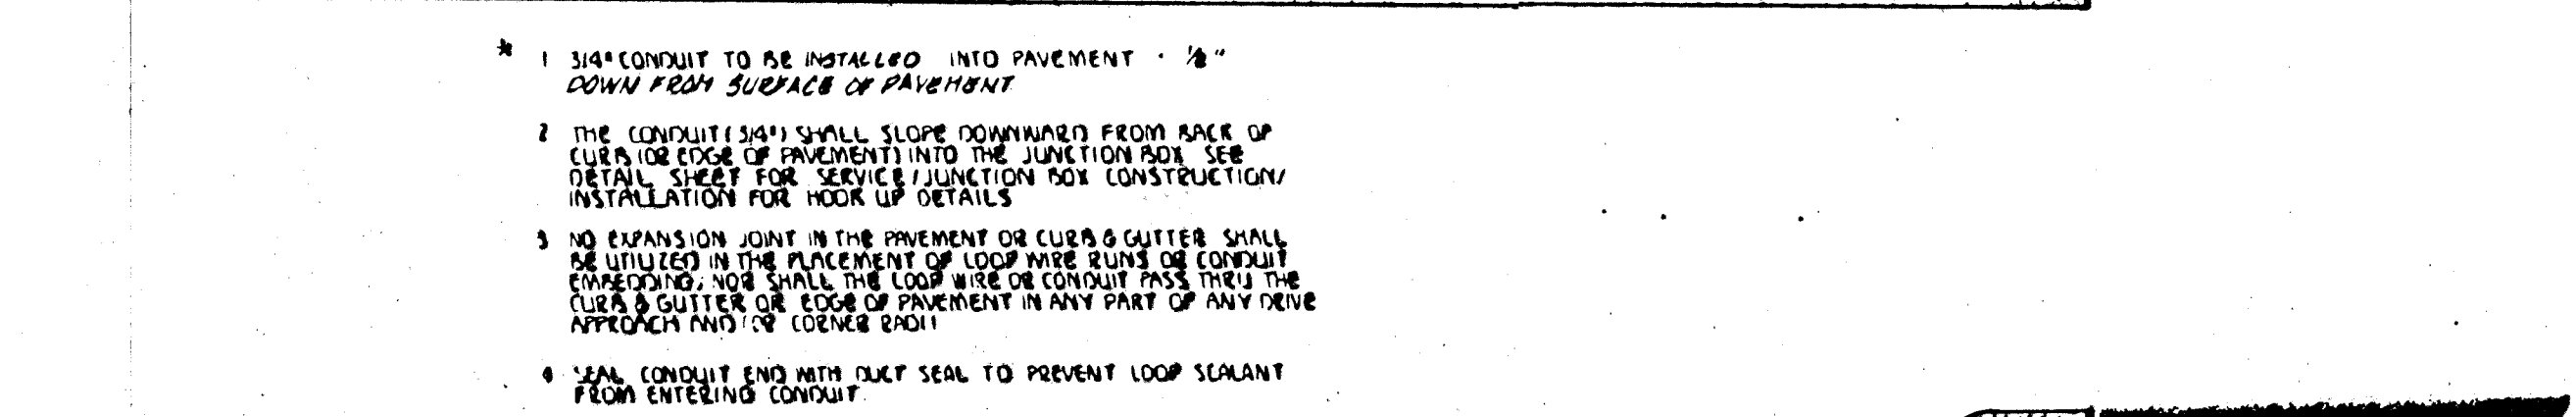 * 1 3/4" CONDUIT TO BE INSTALLED INTO PAVEMENT
DOWN FROM SURFACE OF PAVEMENT
2 THE CONDUIT (3/4") SHALL SLOPE DOWNWARD FROM BACK OF
CURB (OR EDGE OF PAVEMENT) INTO THE JUNCTION BOX SEE
DETAIL SHEET FOR SERVICE/JUNCTION BOX CONSTRUCTION/
INSTALLATION FOR HOOK UP DETAILS
3 NO EXPANSION JOINT IN THE PAVEMENT OR CURB & GUTTER SHALL
BE UTILIZED IN THE PLACEMENT OF LOOP WIRE RUNS OR CONDUIT
EMBEDDING; NOR SHALL THE LOOP WIRE OR CONDUIT PASS THRU THE
CURB & GUTTER OR EDGE OF PAVEMENT IN ANY PART OF ANY DRIVE
APPROACH AND/OR CORNER RADII
4 SEAL CONDUIT END WITH DUCT SEAL TO PREVENT LOOP SEALANT
FROM ENTERING CONDUIT.